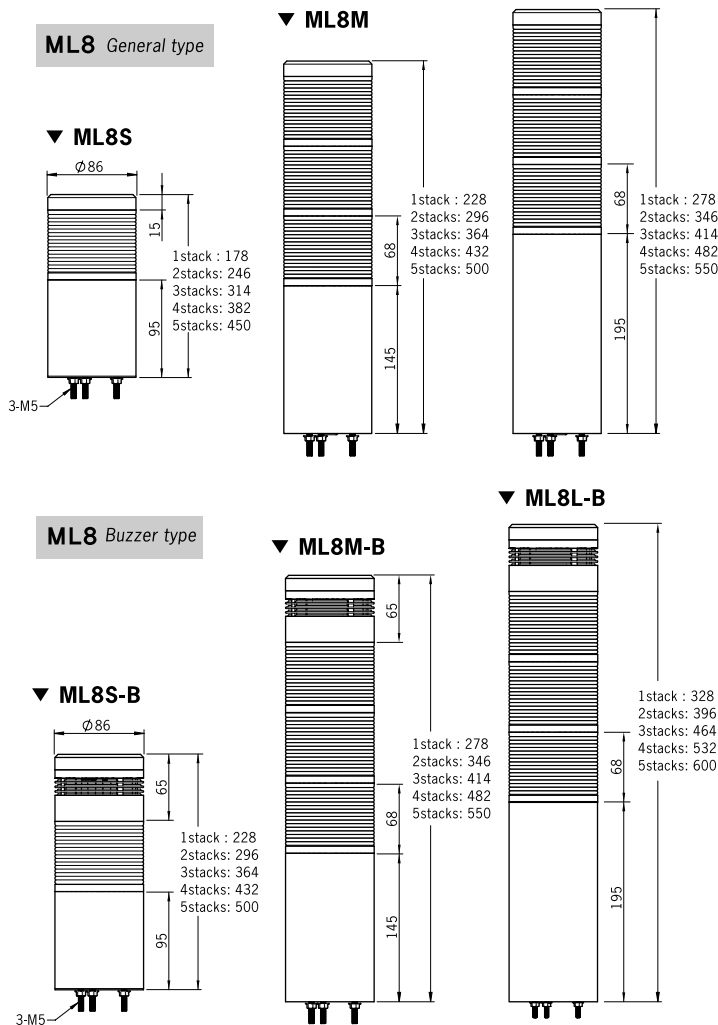 ML8 General type
▼ ML8S
Φ86
15
1stack : 178
2stacks: 246
3stacks: 314
4stacks: 382
5stacks: 450
95
3-M5
▼ ML8M
1stack : 228
2stacks: 296
3stacks: 364
4stacks: 432
5stacks: 500
68
145
1stack : 278
2stacks: 346
3stacks: 414
4stacks: 482
5stacks: 550
68
195
ML8 Buzzer type
▼ ML8S-B
Φ86
65
1stack : 228
2stacks: 296
3stacks: 364
4stacks: 432
5stacks: 500
95
3-M5
▼ ML8M-B
65
1stack : 278
2stacks: 346
3stacks: 414
4stacks: 482
5stacks: 550
68
145
▼ ML8L-B
1stack : 328
2stacks: 396
3stacks: 464
4stacks: 532
5stacks: 600
68
195